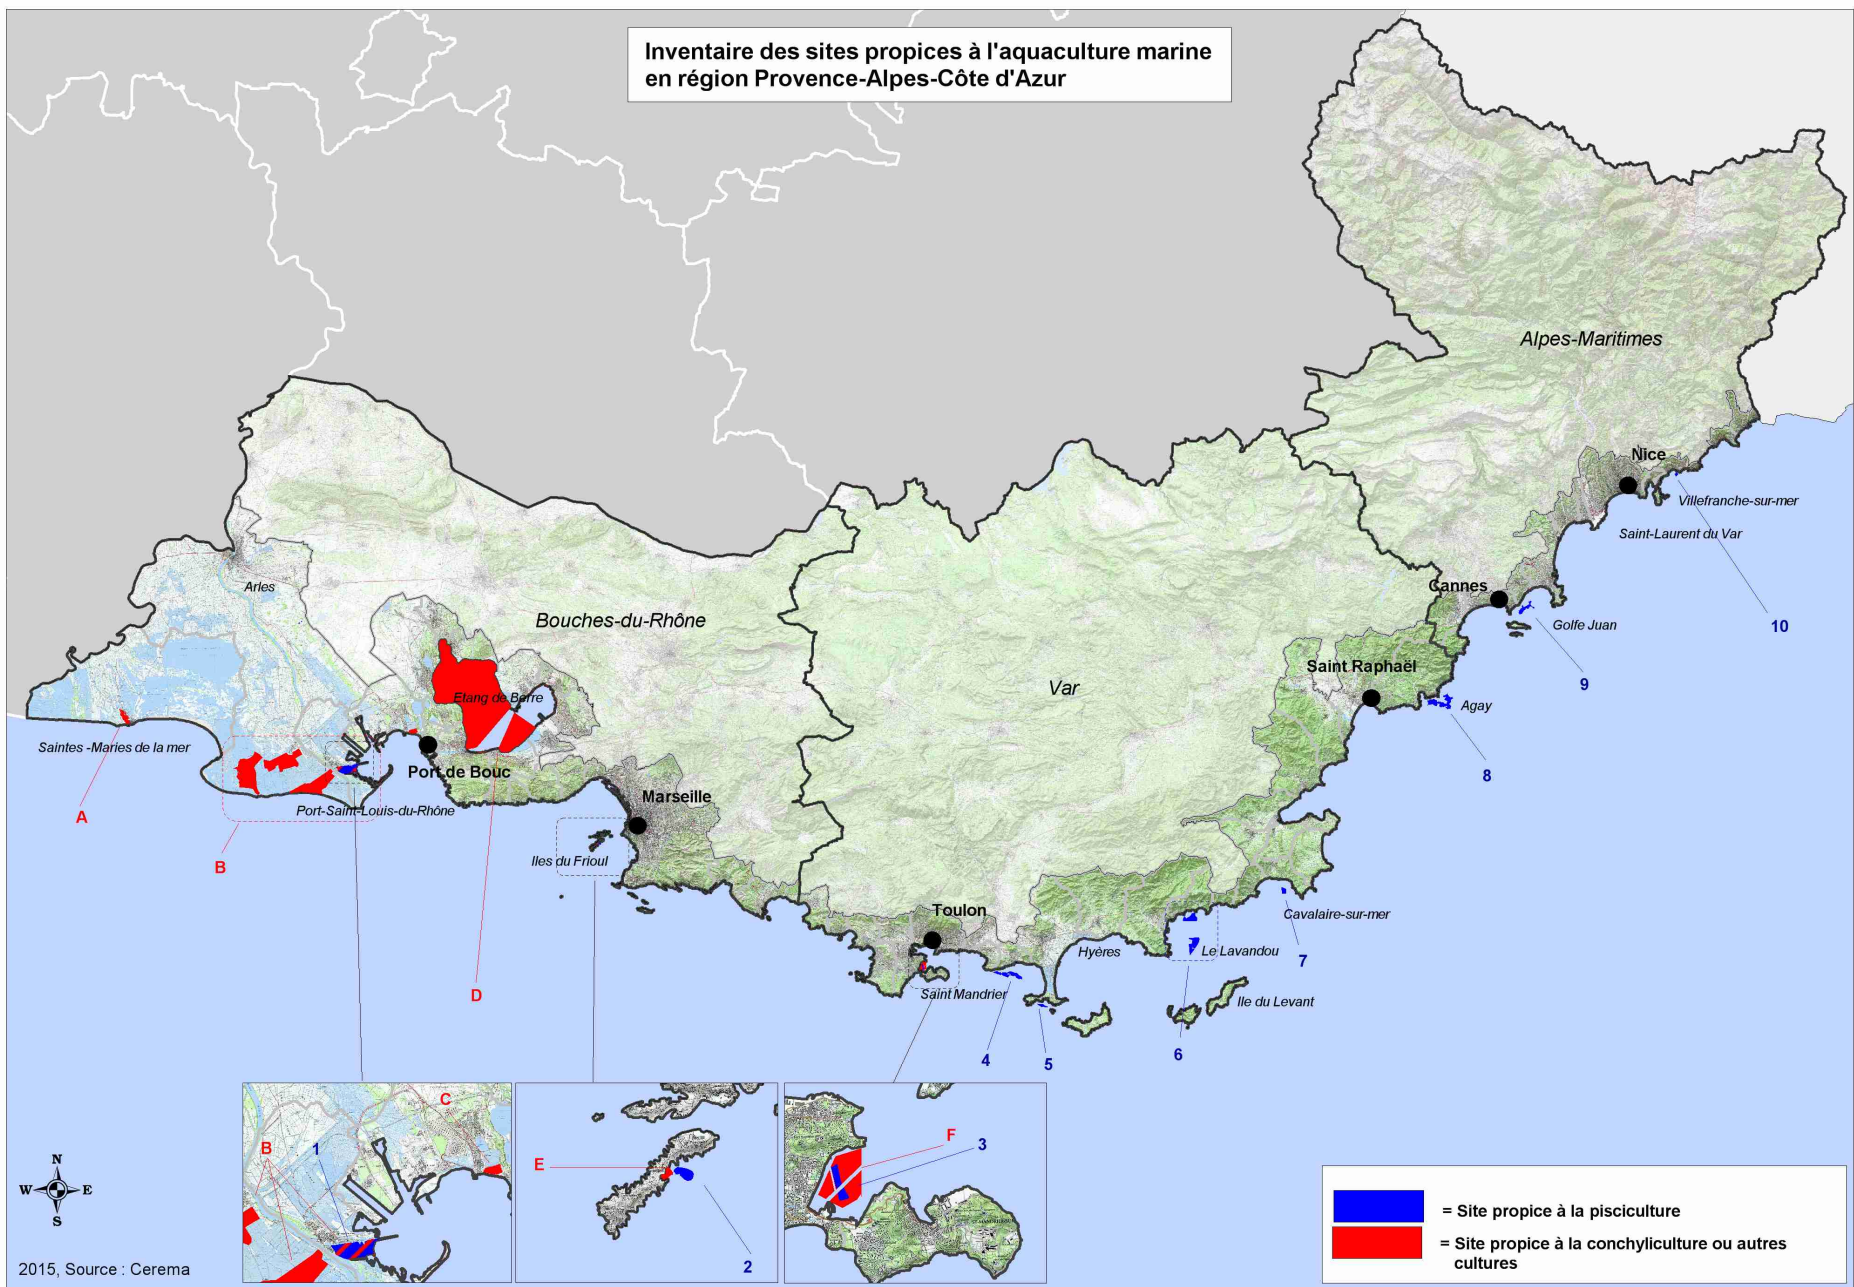 Inventaire des sites propices à l'aquaculture marine
en région Provence-Alpes-Côte d'Azur
Alpes-Maritimes
Nice
Villefranche-sur-mer
Saint-Laurent du Var
Cannes
Golfe Juan
10
9
Arles
Bouches-du-Rhône
Var
Saint Raphaël
Agay
8
Etang de Berre
Saintes -Maries de la mer
Port de Bouc
Port-Saint-Louis-du-Rhône
Marseille
A
B
Iles du Frioul
D
Toulon
Hyères
Saint Mandrier
Cavalaire-sur-mer
Le Lavandou
7
Ile du Levant
4
5
6
C
B
1
E
2
F
3
N
W
E
S
2015, Source : Cerema
= Site propice à la pisciculture
= Site propice à la conchyliculture ou autres
cultures